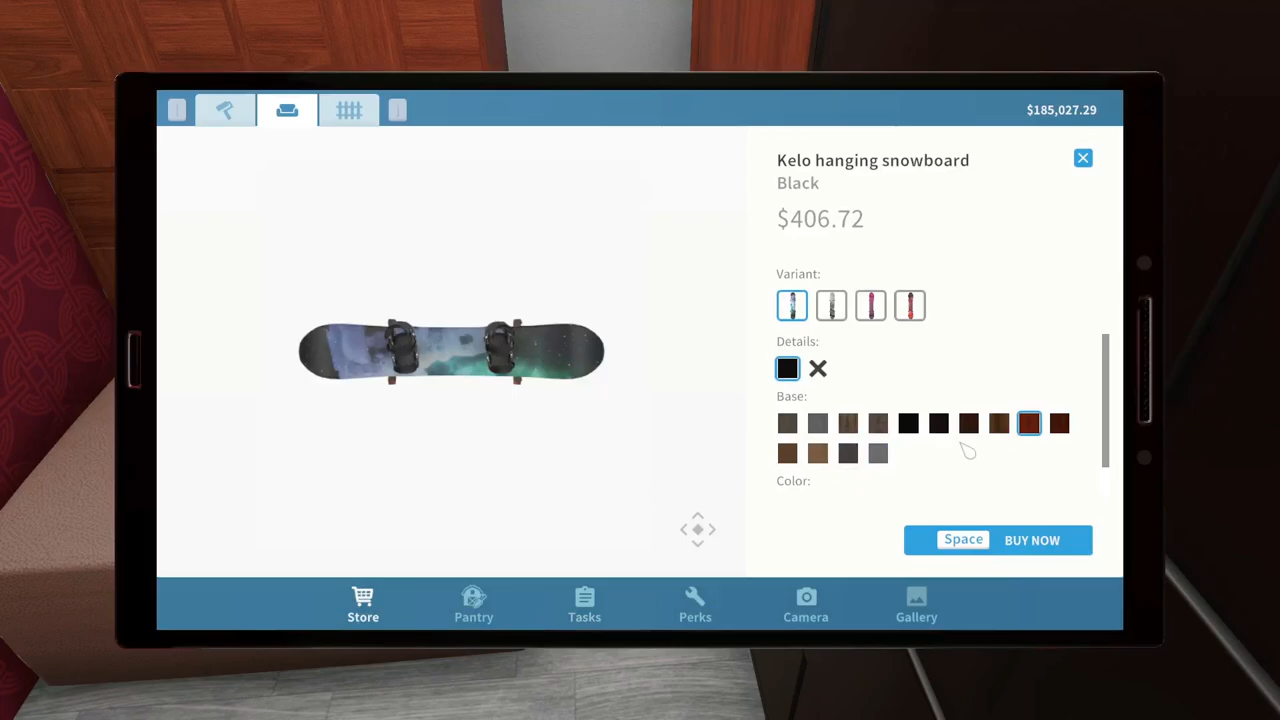 $185,027.29
Kelo hanging snowboard
Black
$406.72
Variant:
Details:
Base:
Color:
Space BUY NOW
Store
Pantry
Tasks
Perks
Camera
Gallery